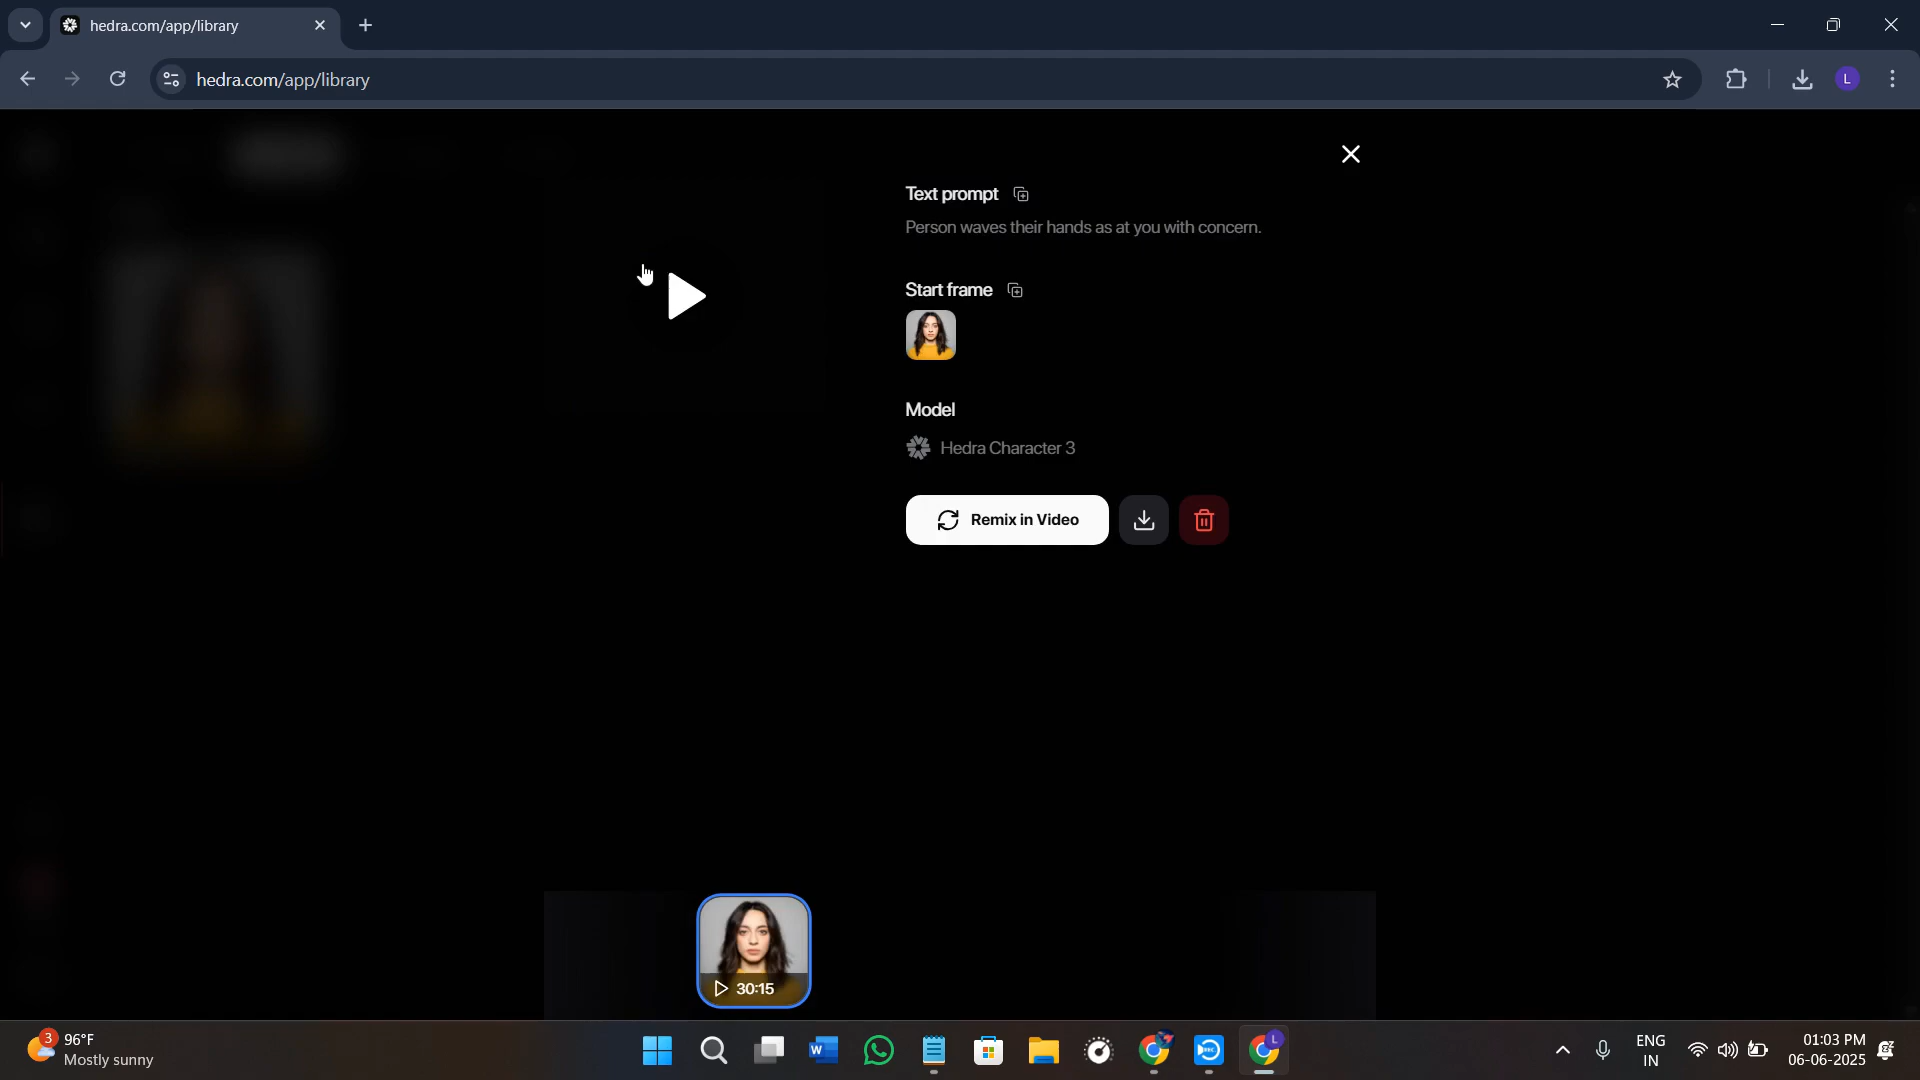 hedra.com/app/library
hedra.com/app/library
L
Text prompt
Person waves their hands as at you with concern.
Start frame
Model
Hedra Character 3
Remix in Video
30:15
3
96°F
Mostly sunny
W
L
ENG
IN
01:03 PM
06-06-2025